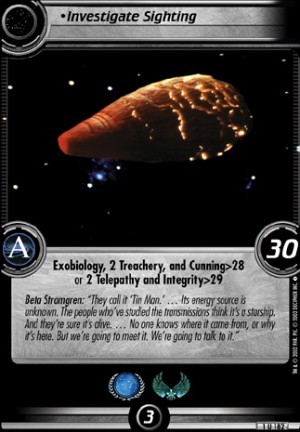 •Investigate Sighting
A
30
Exobiology, 2 Treachery, and Cunning>28
or 2 Telepathy and Integrity>29
Beta Stromgren: "They call it 'Tin Man.' … Its energy source is
unknown. The people who've studied the transmissions think it's a starship.
And they're sure it's alive. … No one knows where it came from, or why
it's here. But we're going to meet it. We're going to talk to it."
3